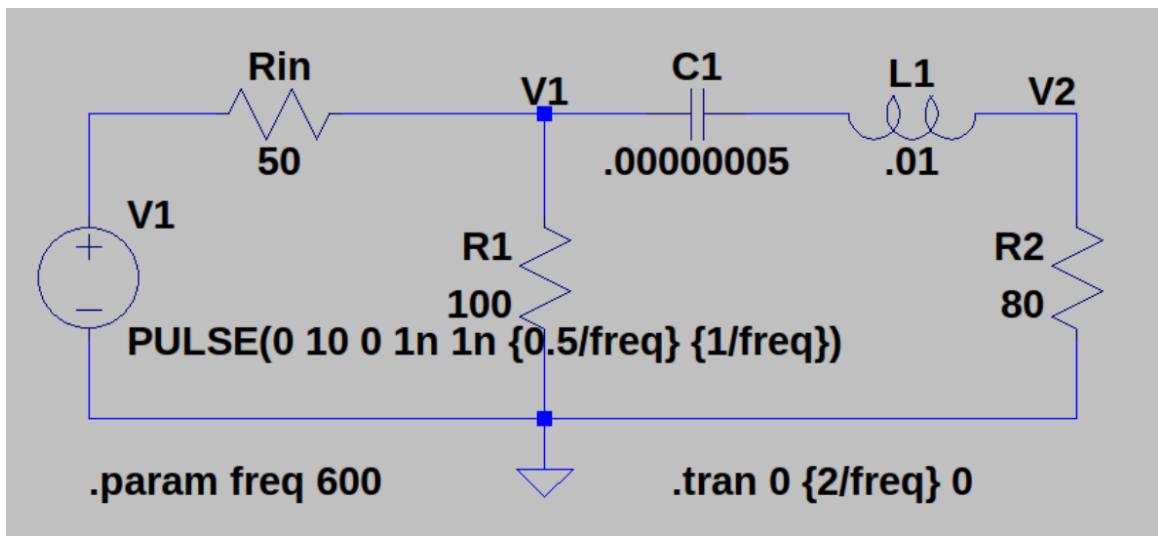 Rin
50
V1
C1
.00000005
L1
.01
V2
V1
R1
100
R2
80
PULSE(0 10 0 1n 1n {0.5/freq} {1/freq})
.param freq 600
.tran 0 {2/freq} 0